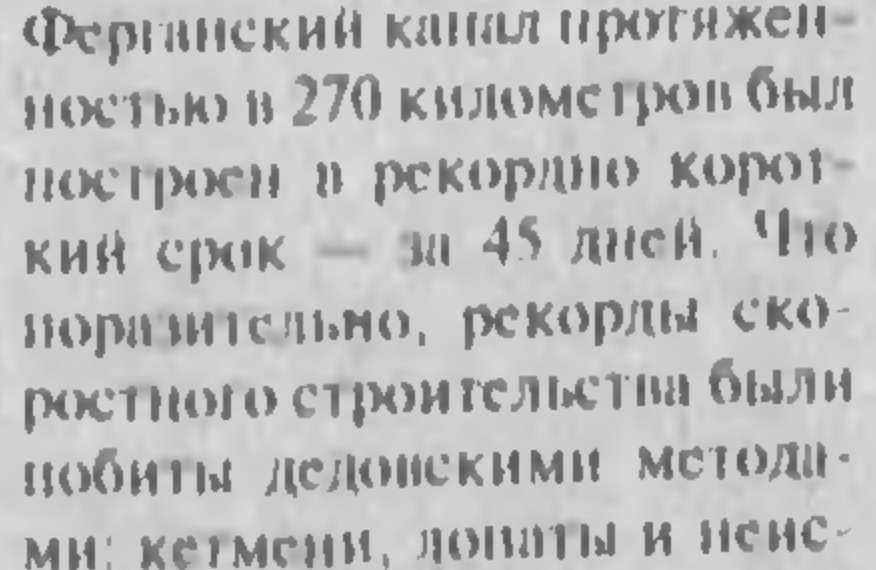 Ферганский канал протяжен-
ностью в 270 километров был
построен в рекордно корот-
кий срок — за 45 дней. Что
поразительно, рекорды ско-
ростного строительства были
побиты дедовскими метода-
ми: кетмени, лопаты и неис-